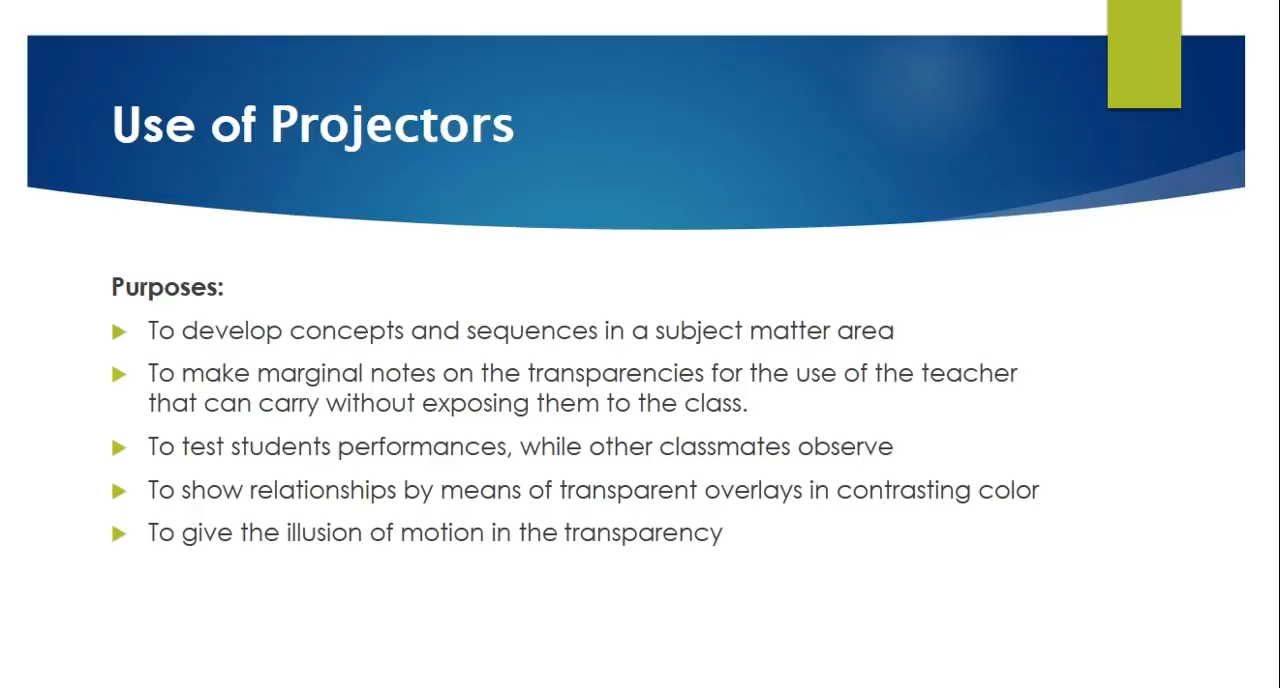 Use of Projectors
Purposes:
To develop concepts and sequences in a subject matter area
To make marginal notes on the transparencies for the use of the teacher
that can carry without exposing them to the class.
To test students performances, while other classmates observe
To show relationships by means of transparent overlays in contrasting color
To give the illusion of motion in the transparency